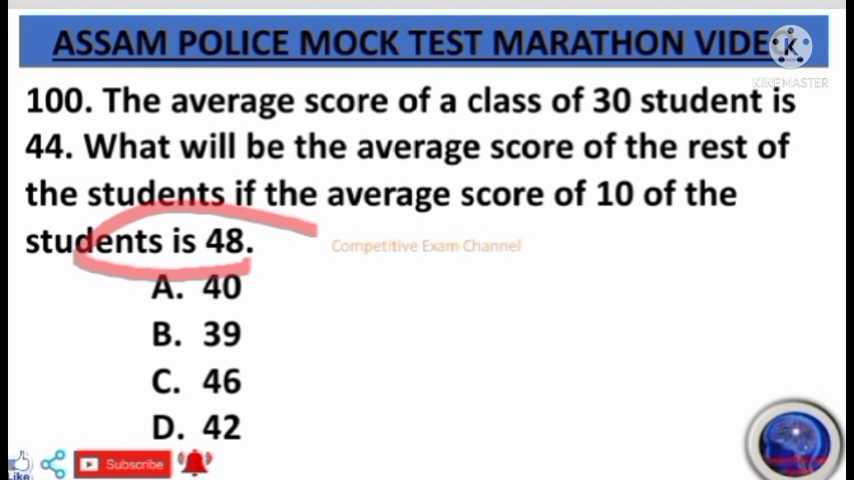 ASSAM POLICE MOCK TEST MARATHON VIDE
K
KINEMASTER
100. The average score of a class of 30 student is
44. What will be the average score of the rest of
the students if the average score of 10 of the
students is 48.
Competitive Exam Channel
A. 40
B. 39
C. 46
D. 42
Like
Subscribe